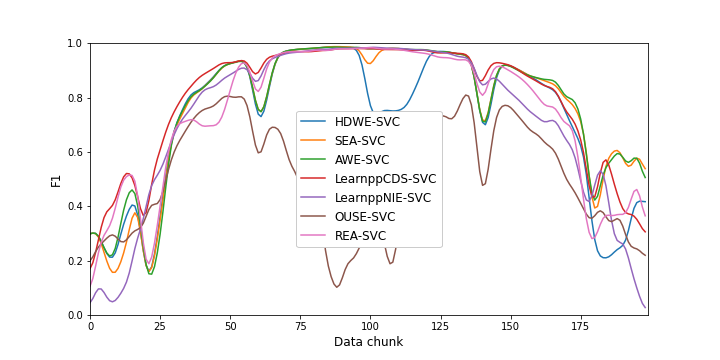 1.0
0.8
0.6
0.4
0.2
0.0
F1
0
25
50
75
100
125
150
175
Data chunk
HDWE-SVC
SEA-SVC
AWE-SVC
LearnppCDS-SVC
LearnppNIE-SVC
OUSE-SVC
REA-SVC